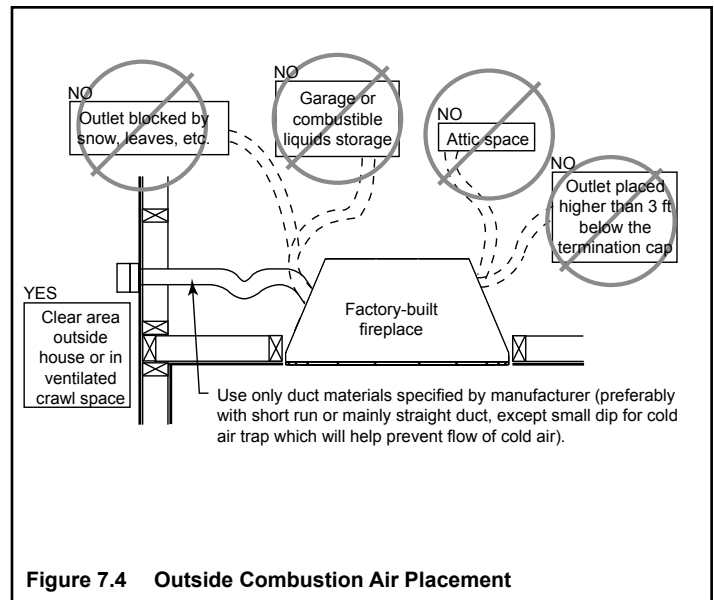 NO
Outlet blocked by
snow, leaves, etc.
NO
Garage or
combustible
liquids storage
NO
Attic space
NO
Outlet placed
higher than 3 ft
below the
termination cap
YES
Clear area
outside
house or in
ventilated
crawl space
Factory-built
fireplace
Use only duct materials specified by manufacturer (preferably
with short run or mainly straight duct, except small dip for cold
air trap which will help prevent flow of cold air).
Figure 7.4 Outside Combustion Air Placement